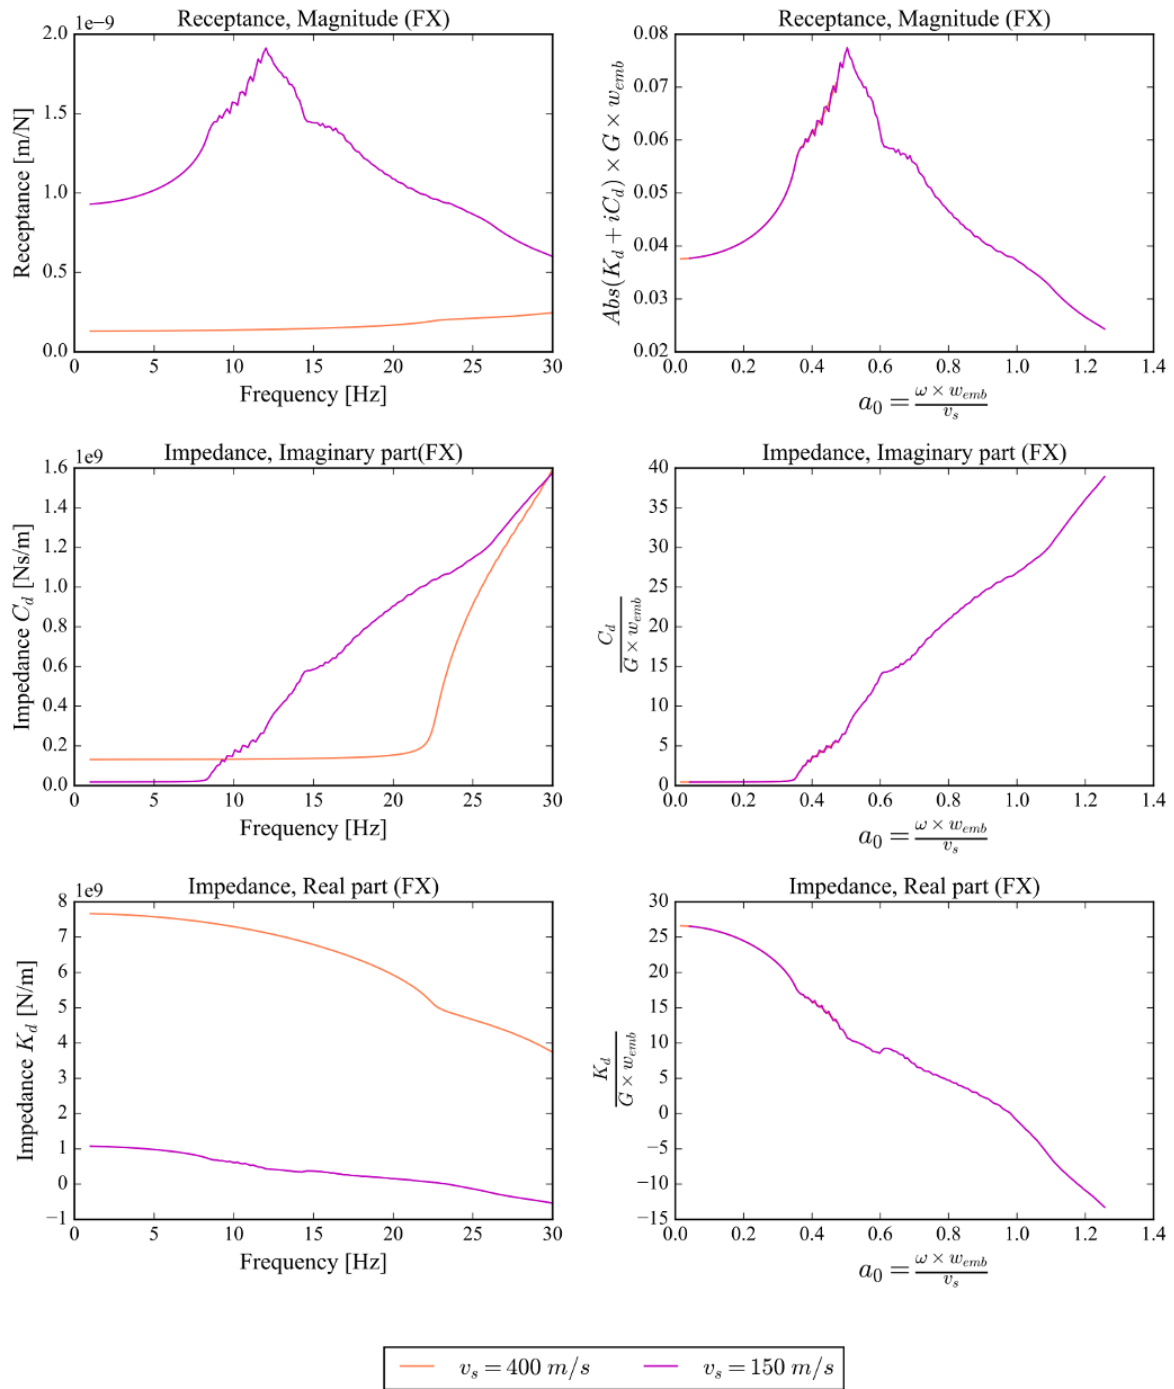 Receptance, Magnitude (FX)
1e−9
2.0
1.5
1.0
0.5
0.0
Receptance [m/N]
0 5 10 15 20 25 30
Frequency [Hz]
Receptance, Magnitude (FX)
0.08
0.07
0.06
0.05
0.04
0.03
0.02
Abs(K_d + iC_d) × G × w_emb
0.0 0.2 0.4 0.6 0.8 1.0 1.2 1.4
a_0 = ω × w_emb / v_s
Impedance, Imaginary part(FX)
1e9
1.6
1.4
1.2
1.0
0.8
0.6
0.4
0.2
0.0
Impedance C_d [Ns/m]
0 5 10 15 20 25 30
Frequency [Hz]
Impedance, Imaginary part (FX)
40
35
30
25
20
15
10
5
0
C_d / G × w_emb
0.0 0.2 0.4 0.6 0.8 1.0 1.2 1.4
a_0 = ω × w_emb / v_s
Impedance, Real part (FX)
1e9
8
7
6
5
4
3
2
1
0
−1
Impedance K_d [N/m]
0 5 10 15 20 25 30
Frequency [Hz]
Impedance, Real part (FX)
30
25
20
15
10
5
0
−5
−10
−15
K_d / G × w_emb
0.0 0.2 0.4 0.6 0.8 1.0 1.2 1.4
a_0 = ω × w_emb / v_s
v_s = 400 m/s v_s = 150 m/s